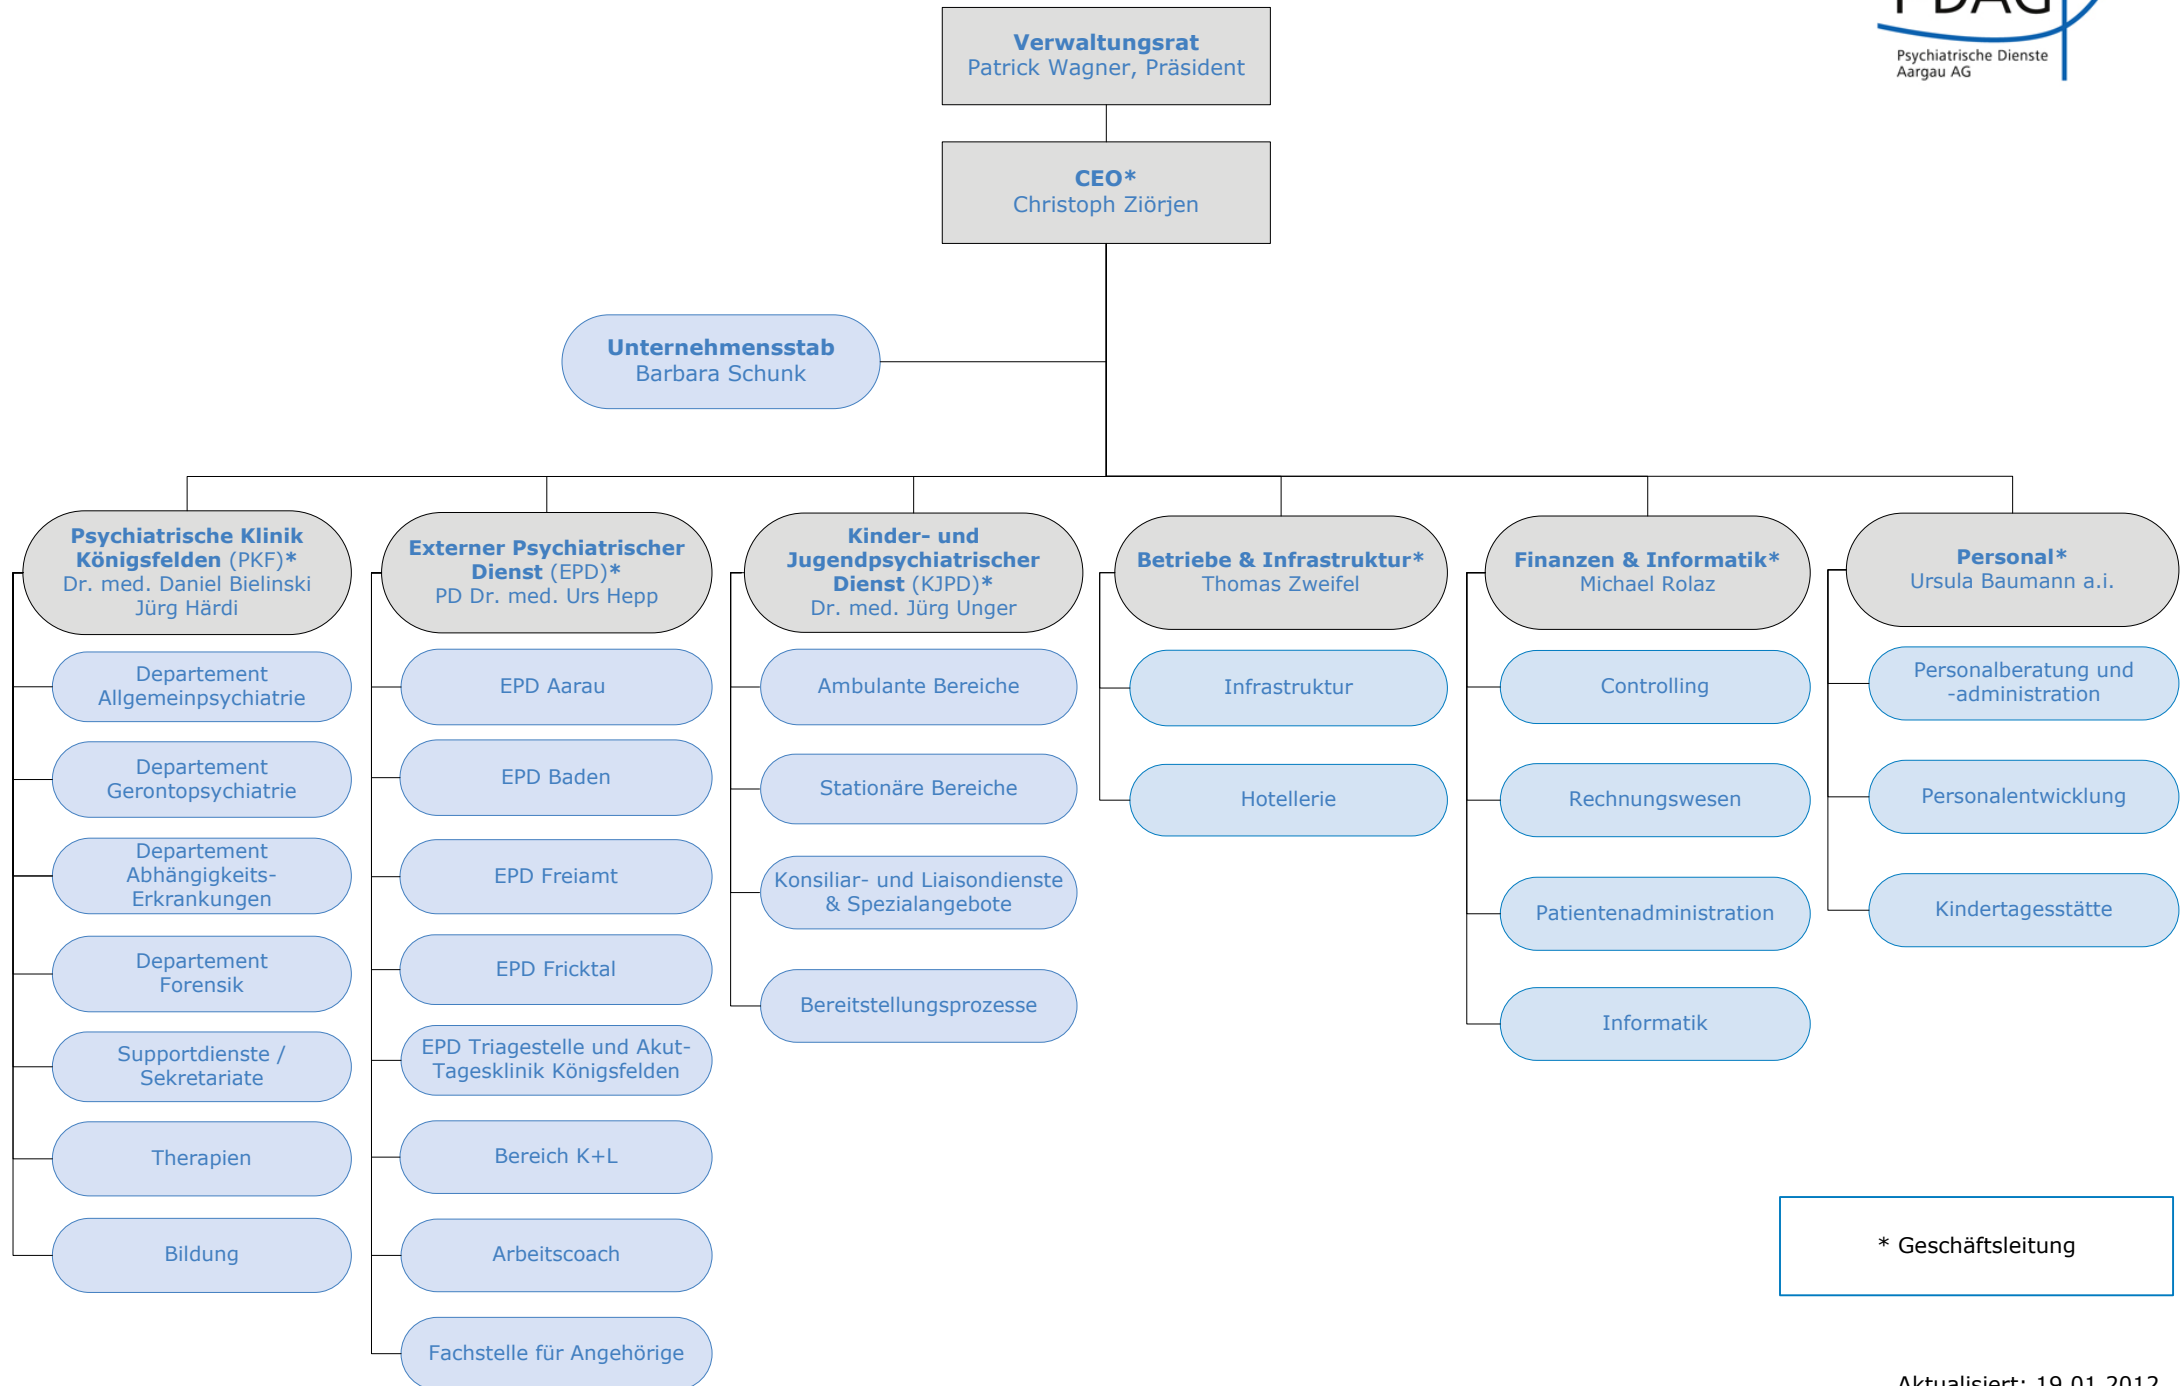 PDAG
Psychiatrische Dienste
Aargau AG
Verwaltungsrat
Patrick Wagner, Präsident
CEO*
Christoph Ziörjen
Unternehmensstab
Barbara Schunk
Psychiatrische Klinik
Königsfelden (PKF)*
Dr. med. Daniel Bielinski
Jürg Härdi
Departement
Allgemeinpsychiatrie
Departement
Gerontopsychiatrie
Departement
Abhängigkeits-
Erkrankungen
Departement
Forensik
Supportdienste /
Sekretariate
Therapien
Bildung
Externer Psychiatrischer
Dienst (EPD)*
PD Dr. med. Urs Hepp
EPD Aarau
EPD Baden
EPD Freiamt
EPD Fricktal
EPD Triagestelle und Akut-
Tagesklinik Königsfelden
Bereich K+L
Arbeitscoach
Fachstelle für Angehörige
Kinder- und
Jugendpsychiatrischer
Dienst (KJPD)*
Dr. med. Jürg Unger
Ambulante Bereiche
Stationäre Bereiche
Konsiliar- und Liaisondienste
& Spezialangebote
Bereitstellungsprozesse
Betriebe & Infrastruktur*
Thomas Zweifel
Infrastruktur
Hotellerie
Finanzen & Informatik*
Michael Rolaz
Controlling
Rechnungswesen
Patientenadministration
Informatik
Personal*
Ursula Baumann a.i.
Personalberatung und
-administration
Personalentwicklung
Kindertagesstätte
* Geschäftsleitung
Aktualisiert: 19.01.2012